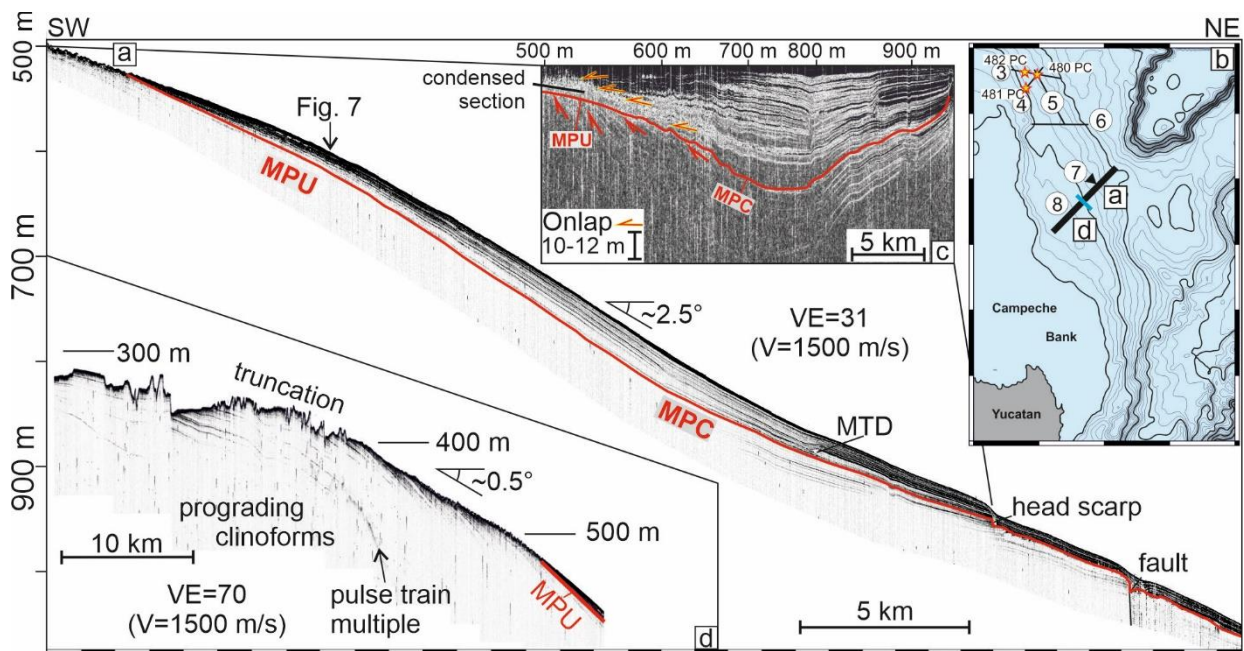 SW
NE
500 m
600 m
700 m
800 m
900 m
500 m
a
condensed
section
MPU
MPC
Onlap
10-12 m
5 km
c
b
482 PC
3
480 PC
481 PC
4
5
6
7
a
8
d
Campeche
Bank
Yucatan
Fig. 7
MPU
700 m
~2.5°
VE=31
(V=1500 m/s)
MPC
MTD
head scarp
fault
5 km
900 m
300 m
truncation
400 m
~0.5°
prograding
clinoforms
500 m
10 km
VE=70
(V=1500 m/s)
pulse train
multiple
MPU
d